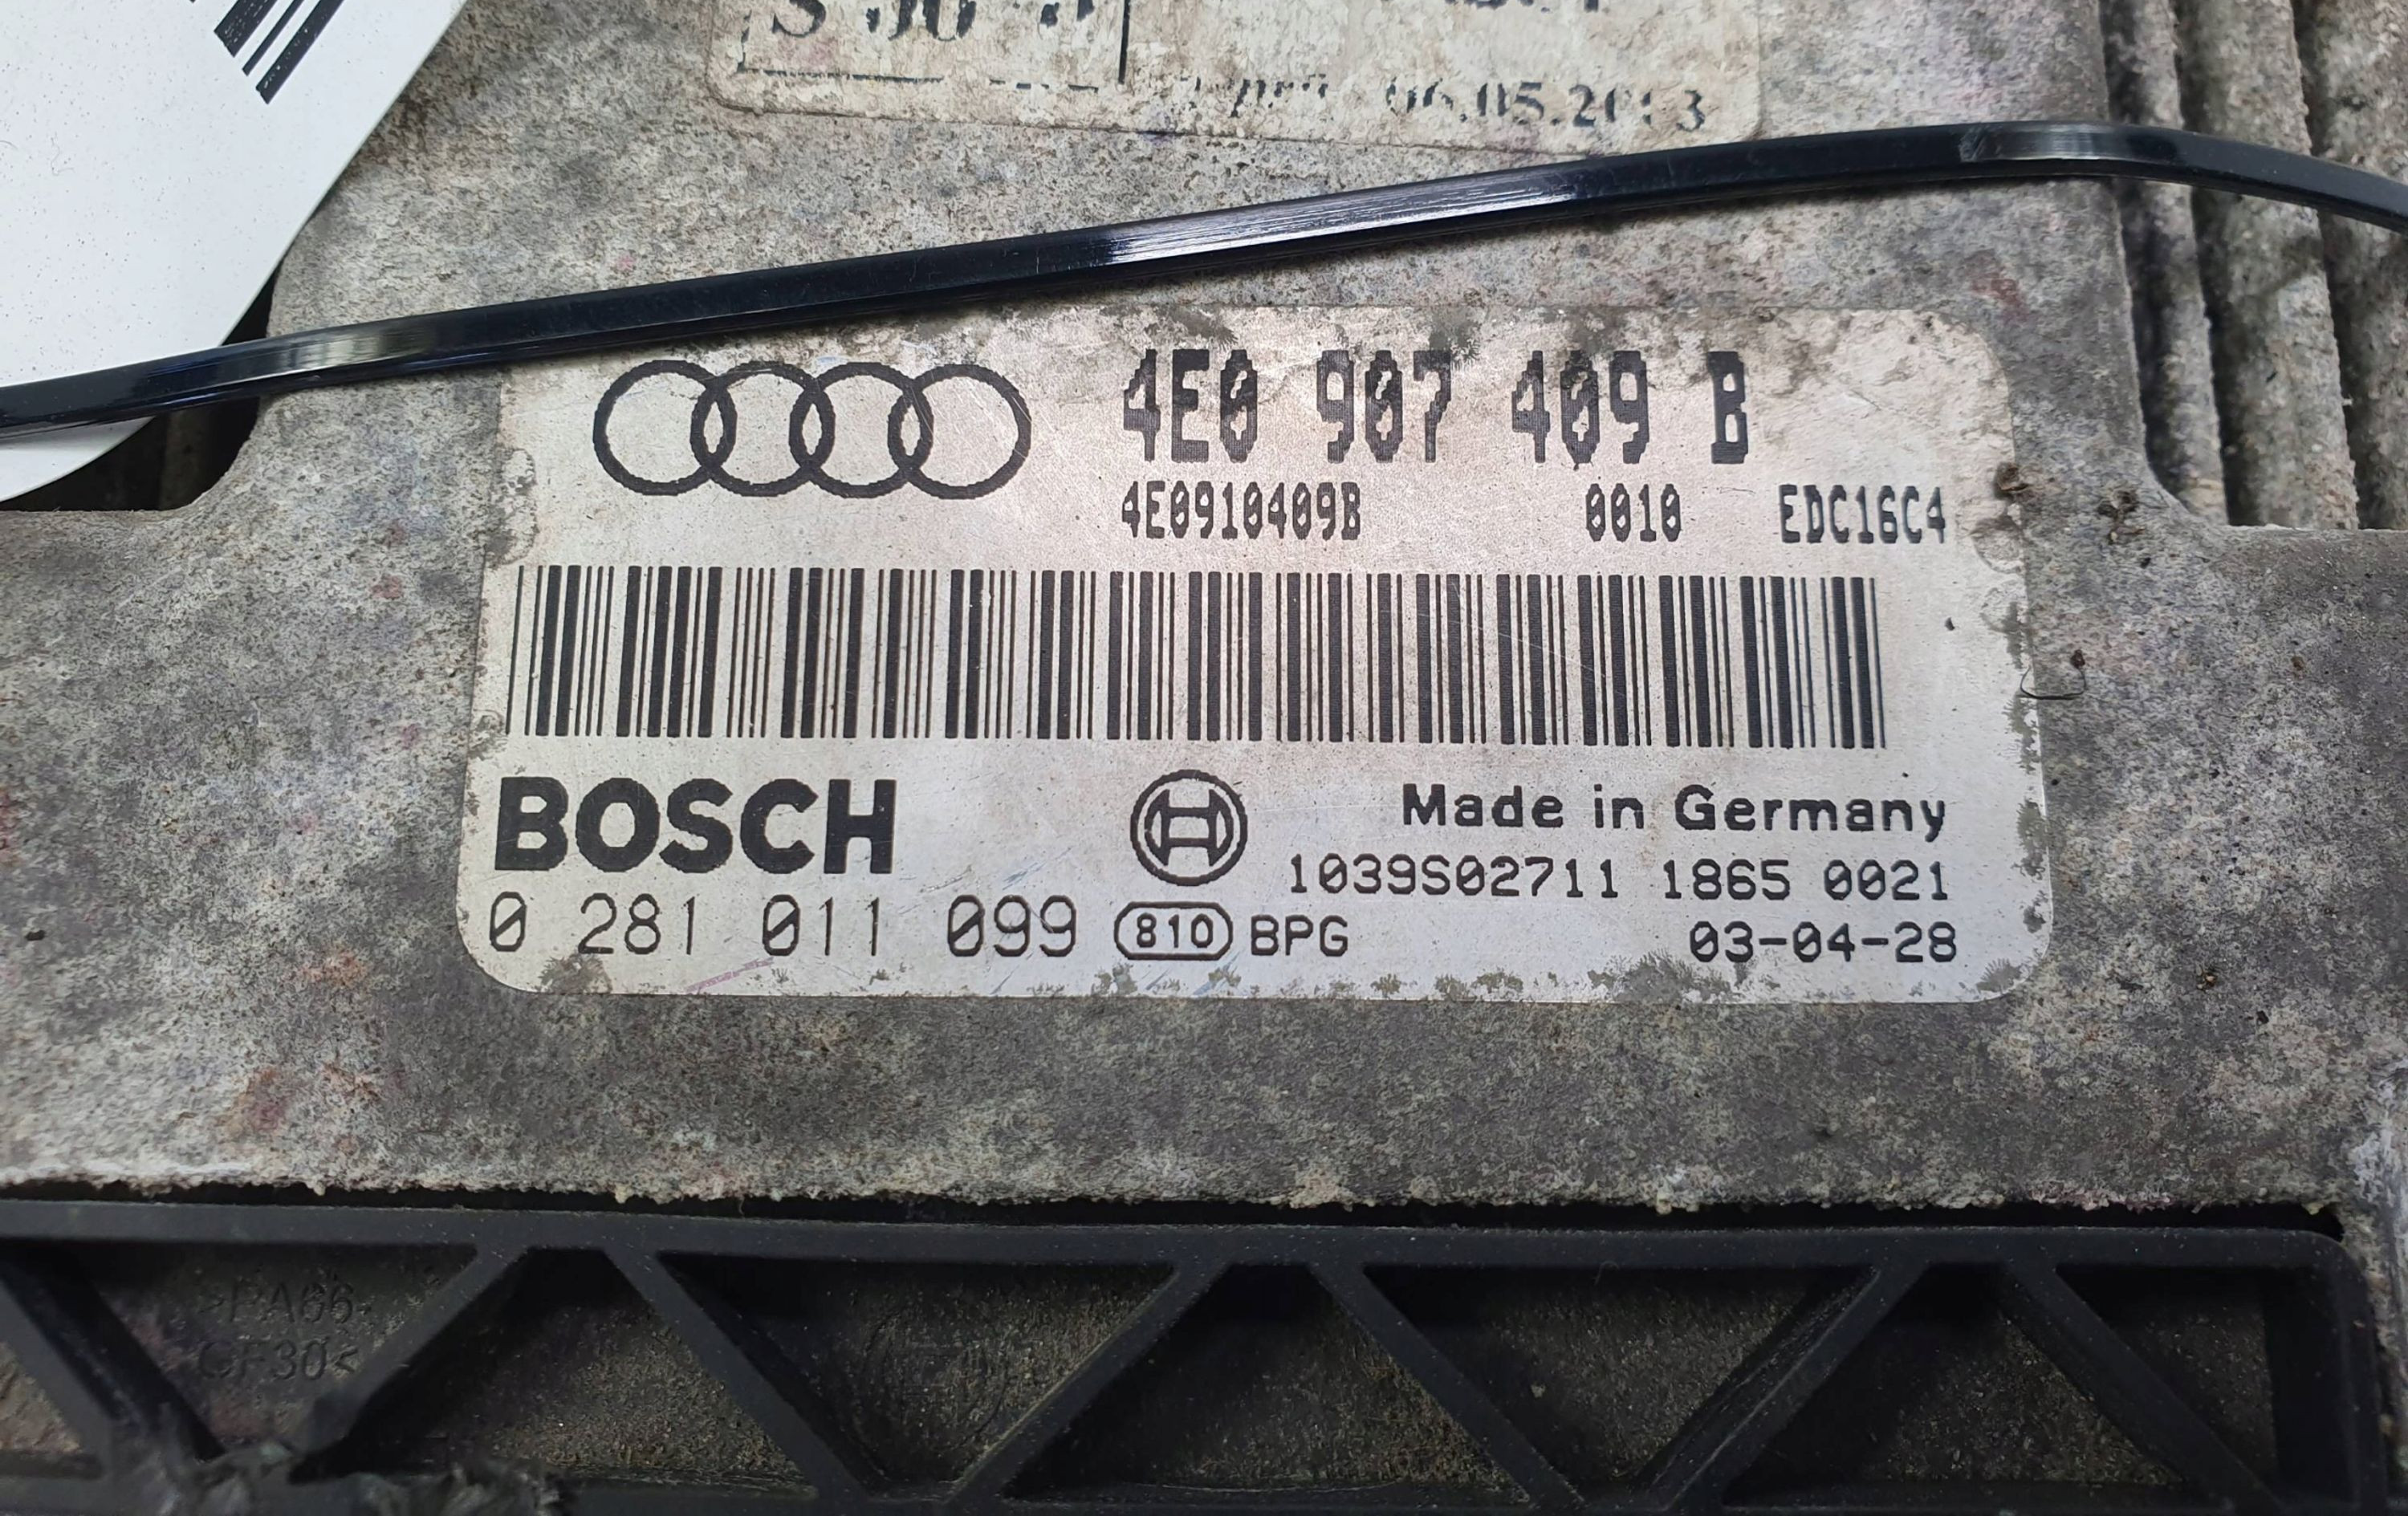 4E0 907 409 B
4E0910409B 0010 EDC16C4
BOSCH
Made in Germany
1039S02711 1865 0021
0 281 011 099 810 BPG 03-04-28
>PA66
GF30<